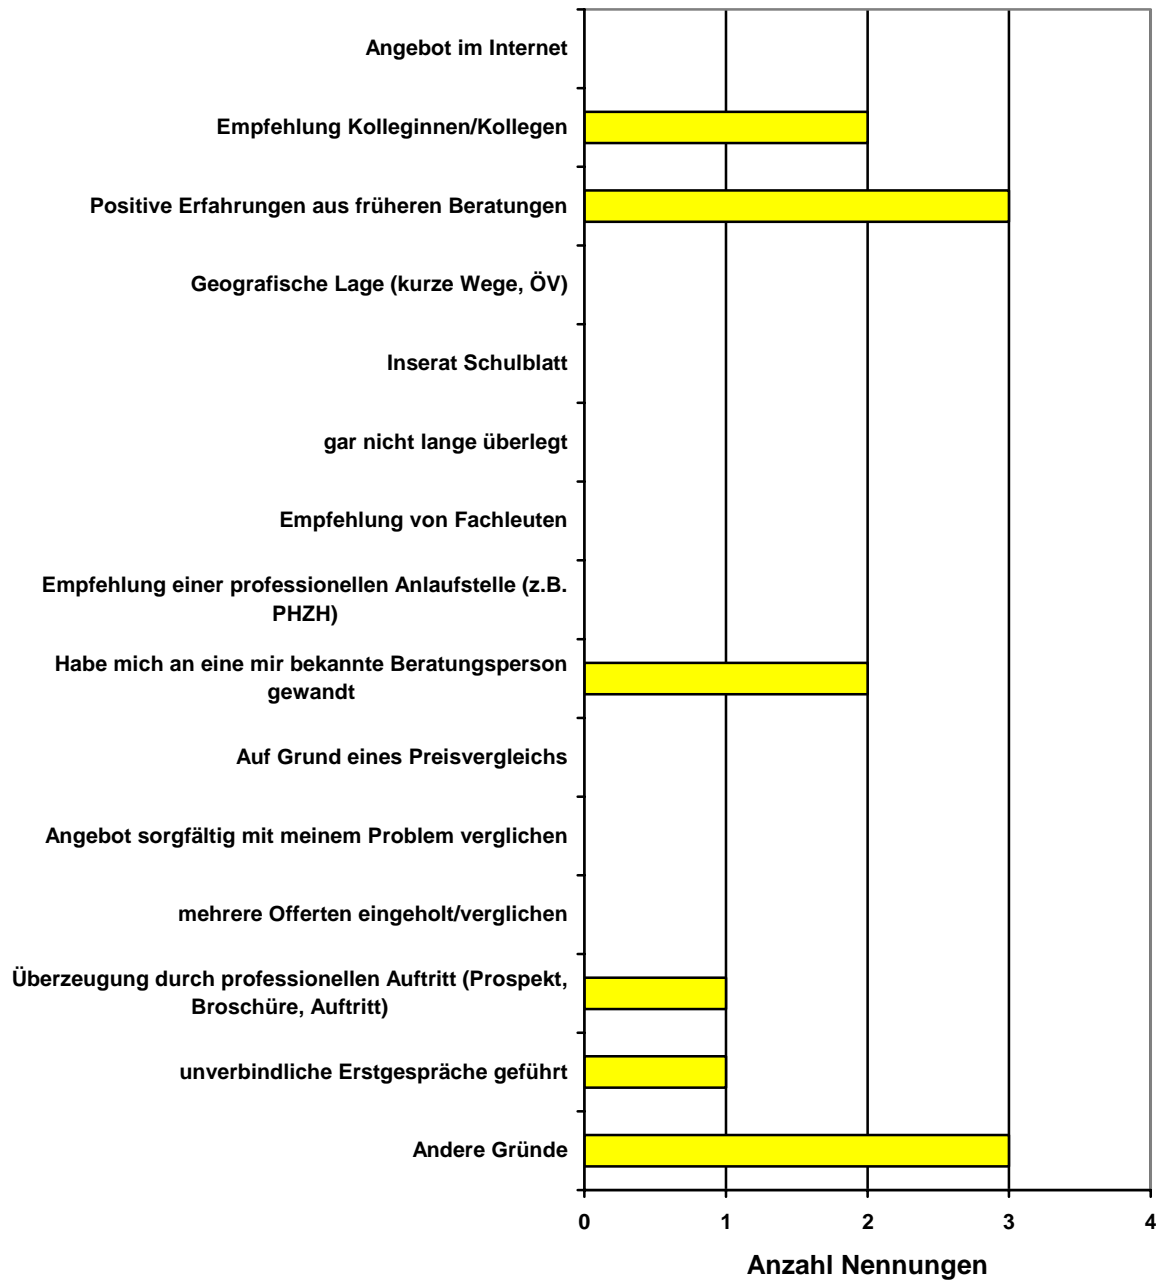 Angebot im Internet
Empfehlung Kolleginnen/Kollegen
Positive Erfahrungen aus früheren Beratungen
Geografische Lage (kurze Wege, ÖV)
Inserat Schulblatt
gar nicht lange überlegt
Empfehlung von Fachleuten
Empfehlung einer professionellen Anlaufstelle (z.B.
PHZH)
Habe mich an eine mir bekannte Beratungsperson
gewandt
Auf Grund eines Preisvergleichs
Angebot sorgfältig mit meinem Problem verglichen
mehrere Offerten eingeholt/verglichen
Überzeugung durch professionellen Auftritt (Prospekt,
Broschüre, Auftritt)
unverbindliche Erstgespräche geführt
Andere Gründe
0 1 2 3 4
Anzahl Nennungen